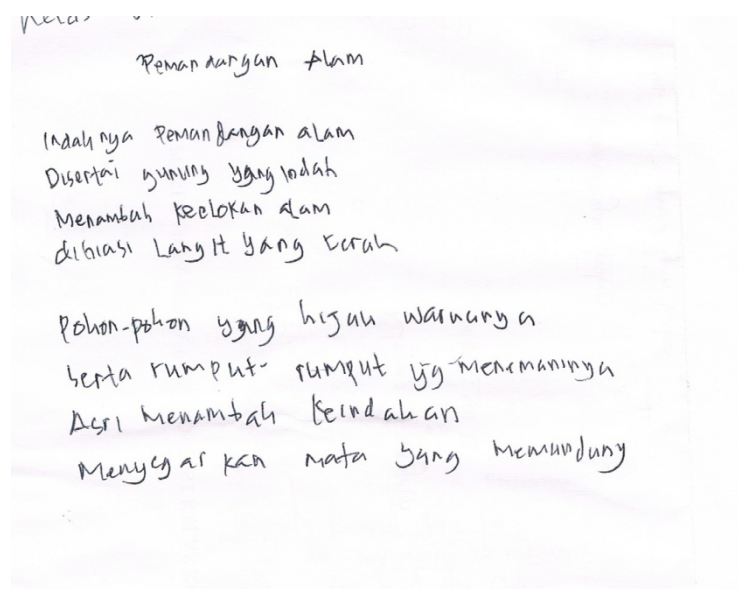 Kelas
Pemandangan Alam
Indahnya Pemandangan alam
Disertai gunung yang indah
Menambah keelokan alam
dihiasi Langit yang cerah
Pohon-pohon yang hijau warnanya
serta rumput- rumput yg menemaninya
Asri Menambah keindahan
Menyegarkan mata yang memandang